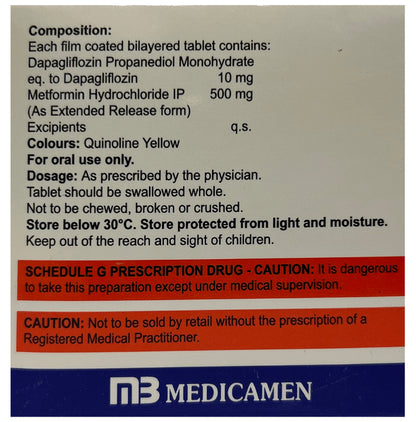 Composition:
Each film coated bilayered tablet contains:
Dapagliflozin Propanediol Monohydrate
eq. to Dapagliflozin 10 mg
Metformin Hydrochloride IP 500 mg
(As Extended Release form)
Excipients q.s.
Colours: Quinoline Yellow
For oral use only.
Dosage: As prescribed by the physician.
Tablet should be swallowed whole.
Not to be chewed, broken or crushed.
Store below 30°C. Store protected from light and moisture.
Keep out of the reach and sight of children.
SCHEDULE G PRESCRIPTION DRUG - CAUTION: It is dangerous
to take this preparation except under medical supervision.
CAUTION: Not to be sold by retail without the prescription of a
Registered Medical Practitioner.
MB MEDICAMEN